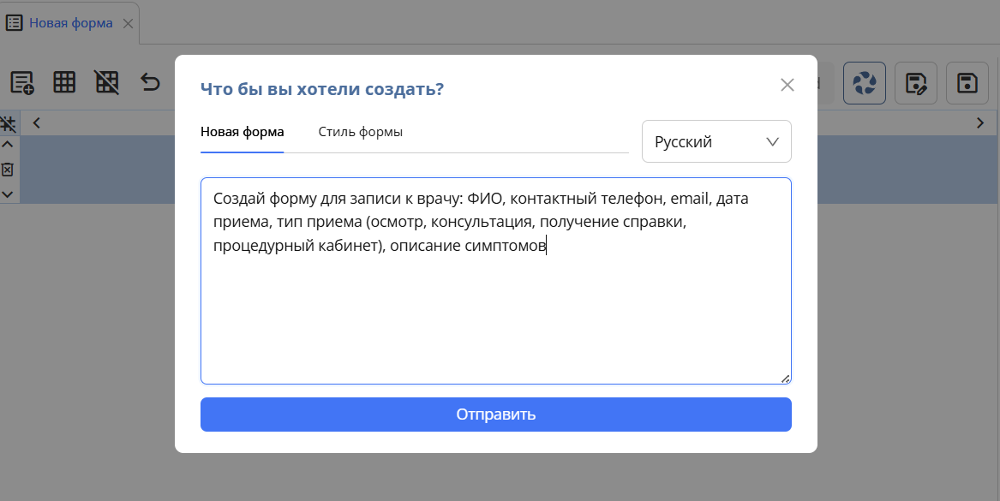 Новая форма
Что бы вы хотели создать?
Новая форма
Стиль формы
Русский
Создай форму для записи к врачу: ФИО, контактный телефон, email, дата
приема, тип приема (осмотр, консультация, получение справки,
процедурный кабинет), описание симптомов
Отправить